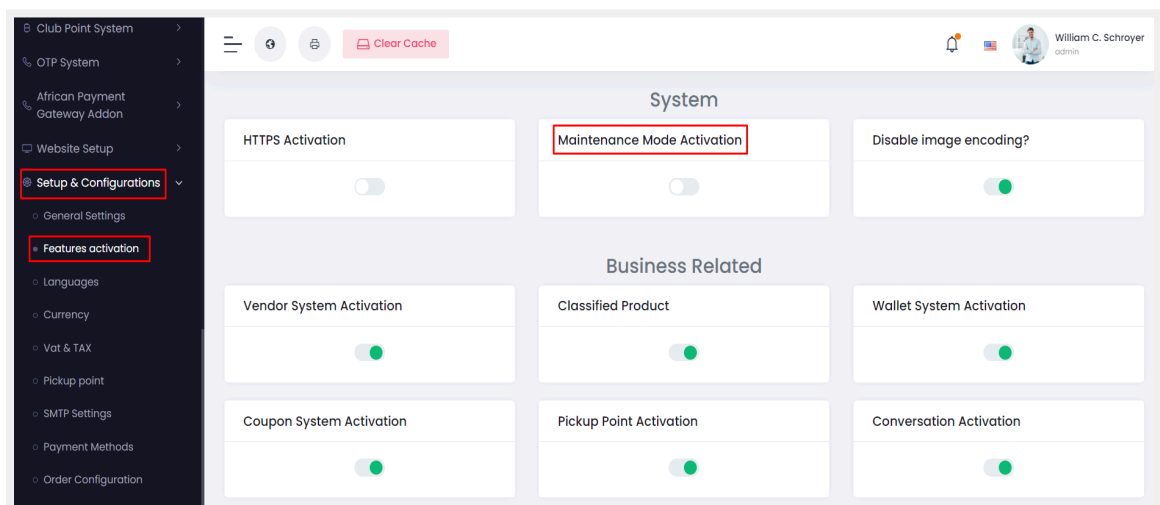 Club Point System
OTP System
African Payment
Gateway Addon
Website Setup
Setup & Configurations
General Settings
Features activation
Languages
Currency
Vat & TAX
Pickup point
SMTP Settings
Payment Methods
Order Configuration
Clear Cache
William C. Schroyer
admin
System
HTTPS Activation
Maintenance Mode Activation
Disable image encoding?
Business Related
Vendor System Activation
Classified Product
Wallet System Activation
Coupon System Activation
Pickup Point Activation
Conversation Activation